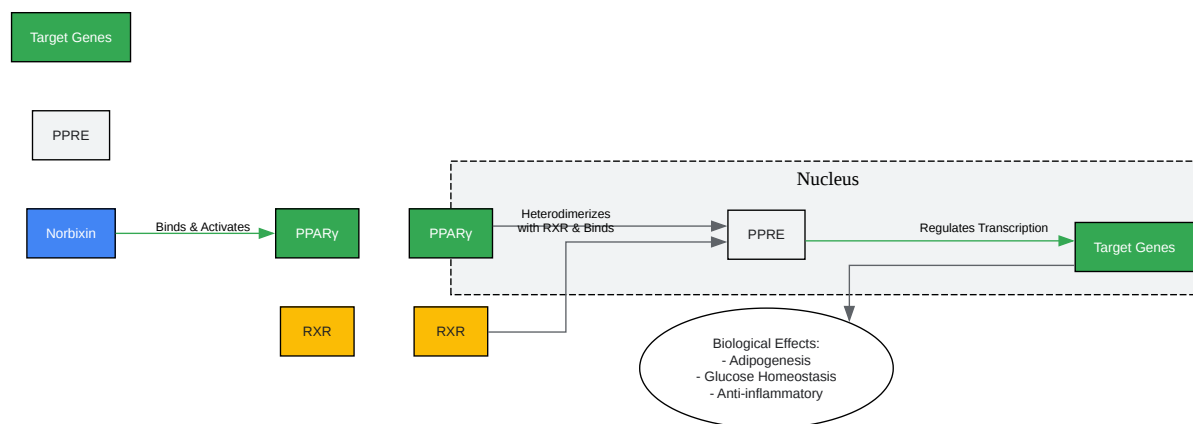 Target Genes
PPRE
Nucleus
Norbixin
Binds & Activates
PPARγ
PPARγ
Heterodimerizes
with RXR & Binds
PPRE
Regulates Transcription
Target Genes
RXR
RXR
Biological Effects:
- Adipogenesis
- Glucose Homeostasis
- Anti-inflammatory